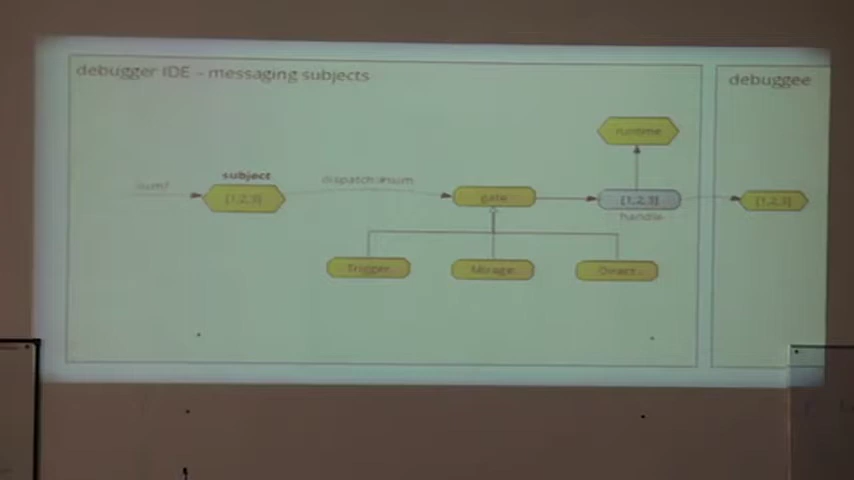 debugger IDE - messaging subjects
debuggee
runtime
subject
sum?
[1,2,3]
dispatch:#sum
gate
[1,2,3]
handle
[1,2,3]
Trigger
Mirage
Direct